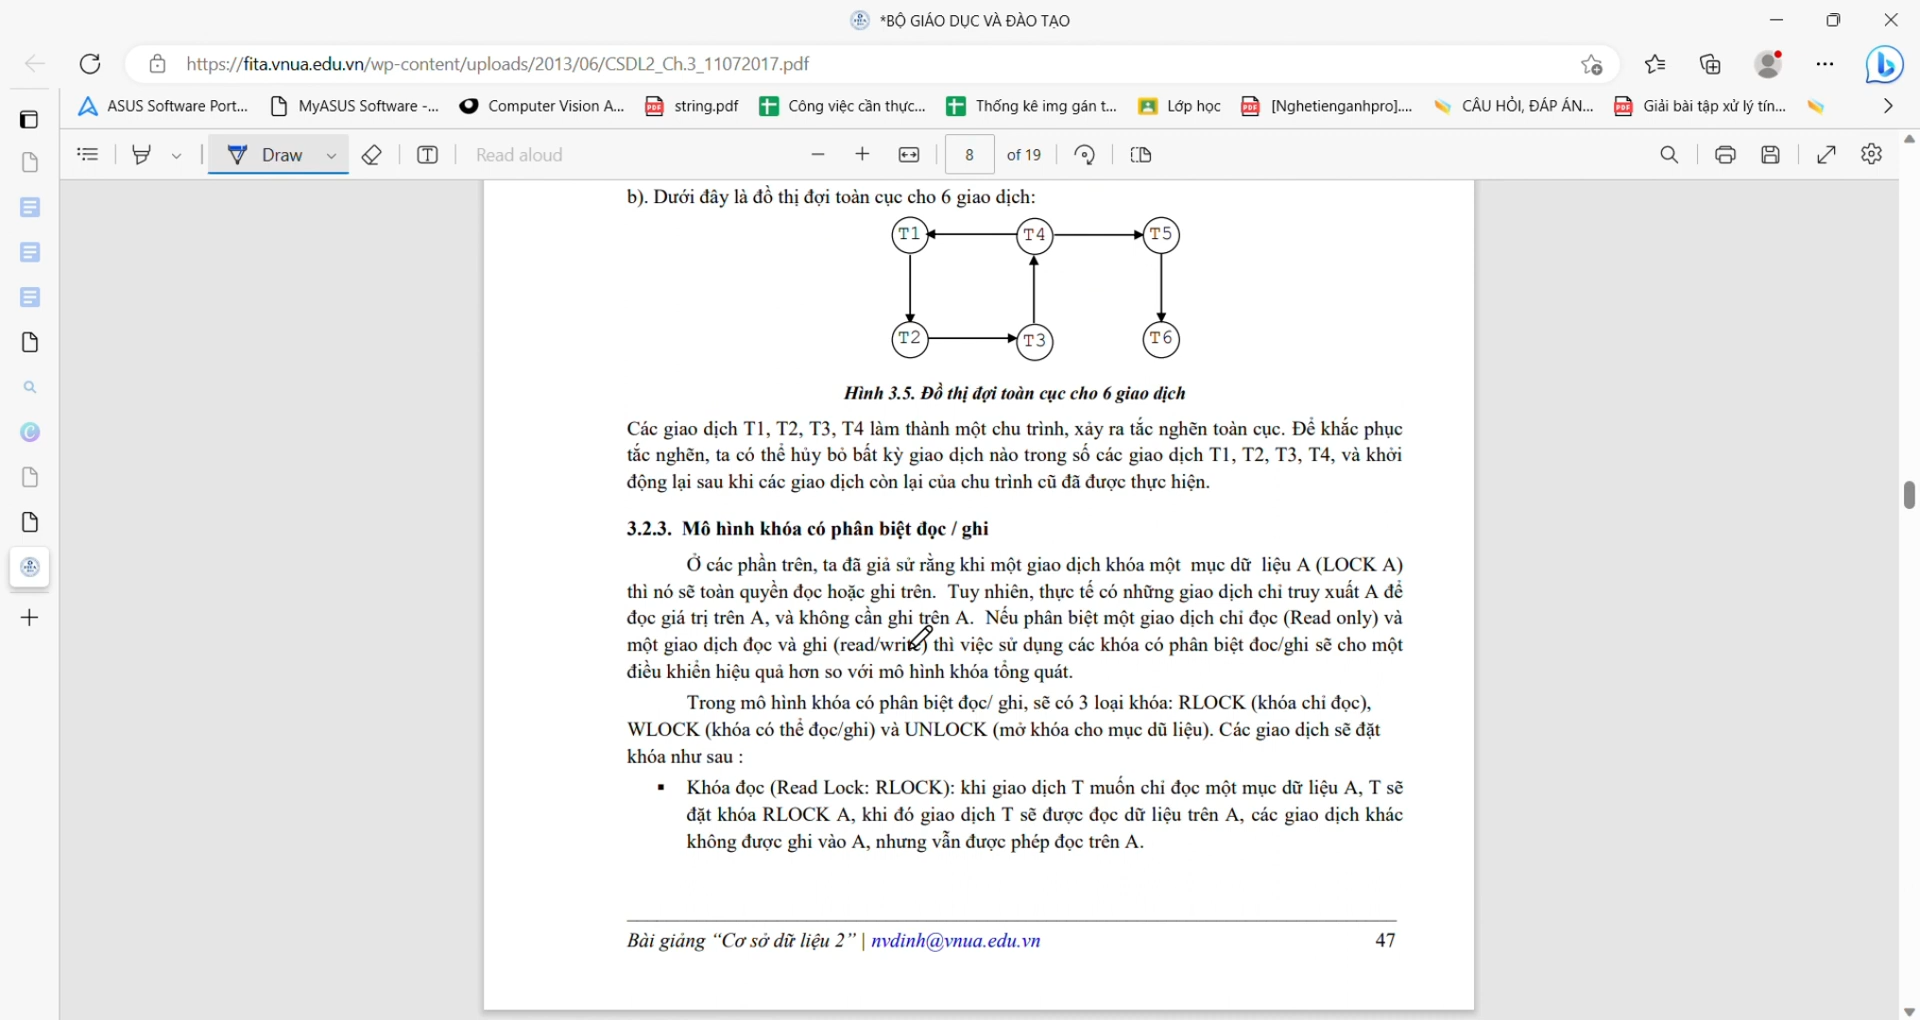 *BỘ GIÁO DỤC VÀ ĐÀO TẠO
https://fita.vnua.edu.vn/wp-content/uploads/2013/06/CSDL2_Ch.3_11072017.pdf
ASUS Software Port... MyASUS Software -... Computer Vision A... string.pdf Công việc cần thực... Thống kê img gán t... Lớp học [Nghetienganhpro].... CÂU HỎI, ĐÁP ÁN... Giải bài tập xử lý tín...
Draw Read aloud 8 of 19
b). Dưới đây là đồ thị đợi toàn cục cho 6 giao dịch:
T1 T4 T5
T2 T3 T6
Hình 3.5. Đồ thị đợi toàn cục cho 6 giao dịch
Các giao dịch T1, T2, T3, T4 làm thành một chu trình, xảy ra tắc nghẽn toàn cục. Để khắc phục
tắc nghẽn, ta có thể hủy bỏ bất kỳ giao dịch nào trong số các giao dịch T1, T2, T3, T4, và khởi
động lại sau khi các giao dịch còn lại của chu trình cũ đã được thực hiện.
3.2.3. Mô hình khóa có phân biệt đọc / ghi
Ở các phần trên, ta đã giả sử rằng khi một giao dịch khóa một mục dữ liệu A (LOCK A)
thì nó sẽ toàn quyền đọc hoặc ghi trên. Tuy nhiên, thực tế có những giao dịch chỉ truy xuất A để
đọc giá trị trên A, và không cần ghi trên A. Nếu phân biệt một giao dịch chỉ đọc (Read only) và
một giao dịch đọc và ghi (read/write) thì việc sử dụng các khóa có phân biệt đoc/ghi sẽ cho một
điều khiển hiệu quả hơn so với mô hình khóa tổng quát.
Trong mô hình khóa có phân biệt đọc/ ghi, sẽ có 3 loại khóa: RLOCK (khóa chỉ đọc),
WLOCK (khóa có thể đọc/ghi) và UNLOCK (mở khóa cho mục dũ liệu). Các giao dịch sẽ đặt
khóa như sau :
▪ Khóa đọc (Read Lock: RLOCK): khi giao dịch T muốn chỉ đọc một mục dữ liệu A, T sẽ
đặt khóa RLOCK A, khi đó giao dịch T sẽ được đọc dữ liệu trên A, các giao dịch khác
không được ghi vào A, nhưng vẫn được phép đọc trên A.
Bài giảng “Cơ sở dữ liệu 2” | nvdinh@vnua.edu.vn 47